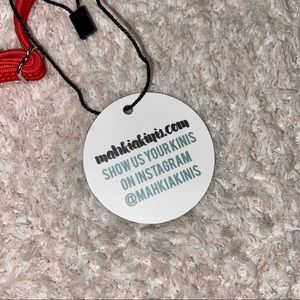 mahkiakinis.com
SHOW US YOUR KINIS
ON INSTAGRAM
@MAHKIAKINIS